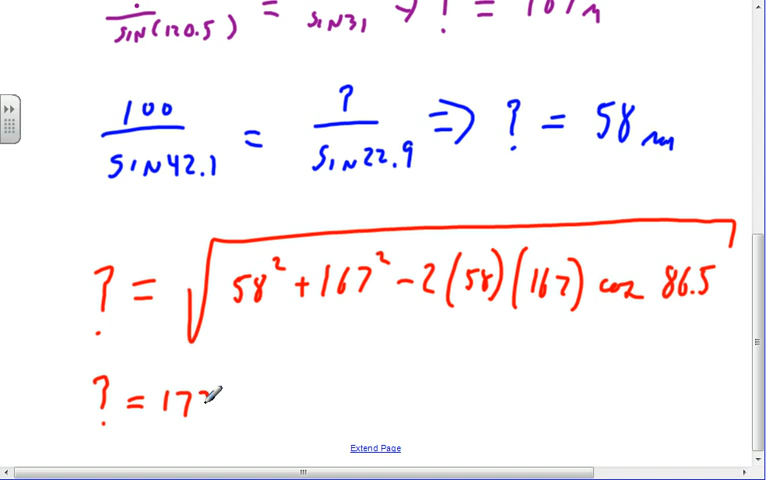 ? / sin(120.5) = sin31 → ? = 167m
100 / sin42.1 = ? / sin22.9 ⇒ ? = 58m
? = √(58² + 167² − 2(58)(167) cos 86.5
? = 17
Extend Page